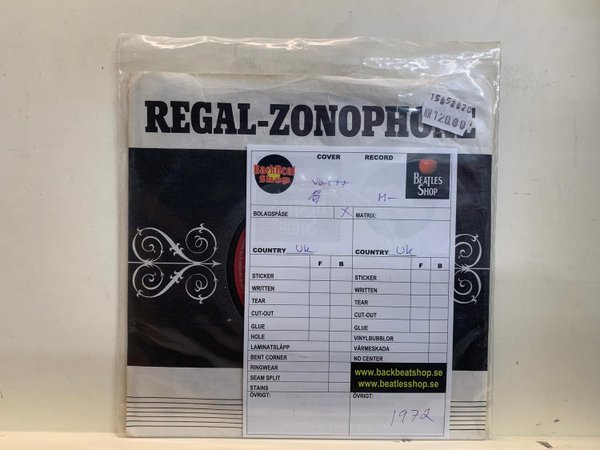 15058020
KR 120.00
REGAL-ZONOPHONE
COVER RECORD
BackBeat Shop
BEATLES SHOP
VG+++
M-
BOLAGSPÅSE X MATRIX:
COUNTRY UK COUNTRY UK
F B F B
STICKER STICKER
WRITTEN WRITTEN
TEAR TEAR
CUT-OUT CUT-OUT
GLUE GLUE
HOLE VINYLBUBBLOR
LAMINATSLÄPP VÄRMESKADA
BENT CORNER NO CENTER
RINGWEAR
SEAM SPLIT
STAINS
www.backbeatshop.se
www.beatlesshop.se
ÖVRIGT: ÖVRIGT:
1972